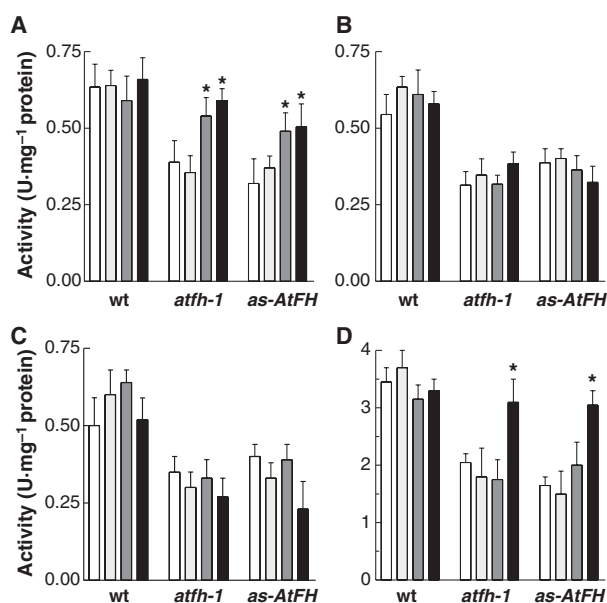 A
B
0.75
0.50
0.25
0.00
Activity (U·mg⁻¹ protein)
* * * *
wt atfh-1 as-AtFH
0.75
0.50
0.25
0.00
wt atfh-1 as-AtFH
C
D
0.75
0.50
0.25
0.00
Activity (U·mg⁻¹ protein)
wt atfh-1 as-AtFH
4
3
2
1
0
* *
wt atfh-1 as-AtFH